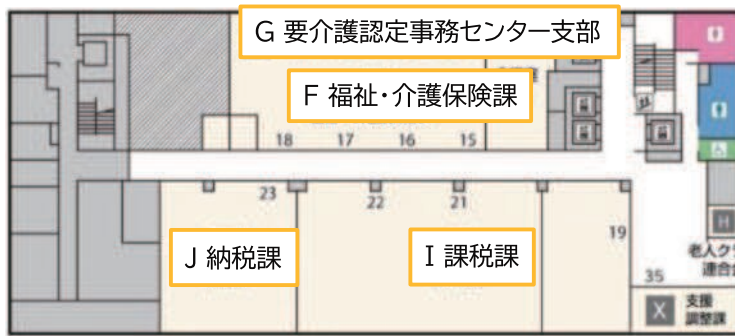 G 要介護認定事務センター支部
F 福祉・介護保険課
18 17 16 15
23 22 21 19
J 納税課
I 課税課
H
老人ク
連合
35
X 支援
調整課